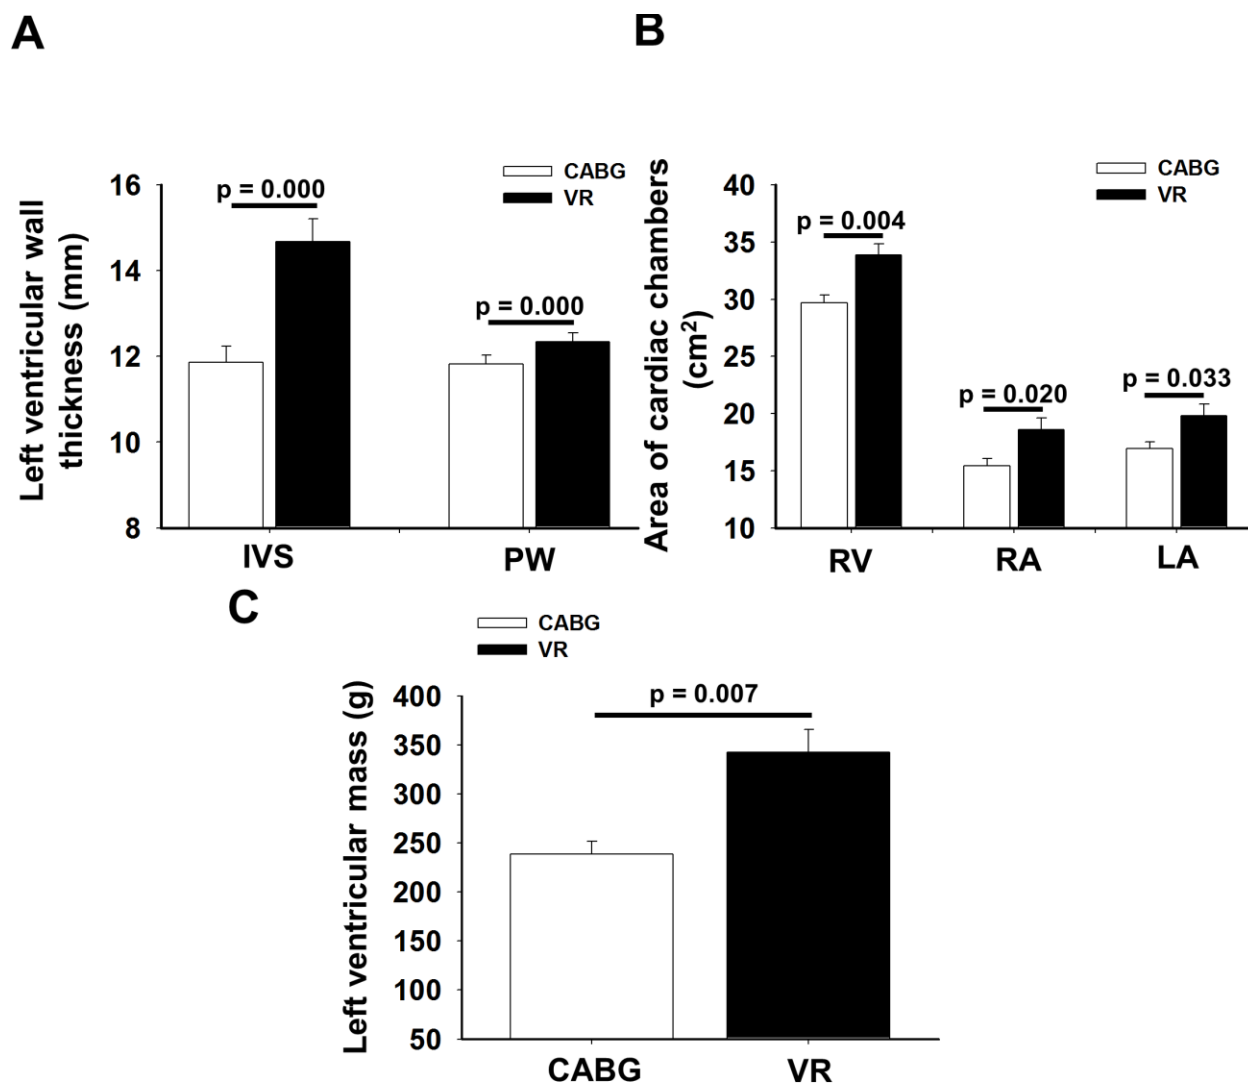 A
B
Left ventricular wall
thickness (mm)
CABG
VR
16
14
12
10
8
p = 0.000
p = 0.000
IVS
PW
Area of cardiac chambers
(cm²)
CABG
VR
40
35
30
25
20
15
10
p = 0.004
p = 0.020
p = 0.033
RV
RA
LA
C
CABG
VR
Left ventricular mass (g)
400
350
300
250
200
150
100
50
p = 0.007
CABG
VR